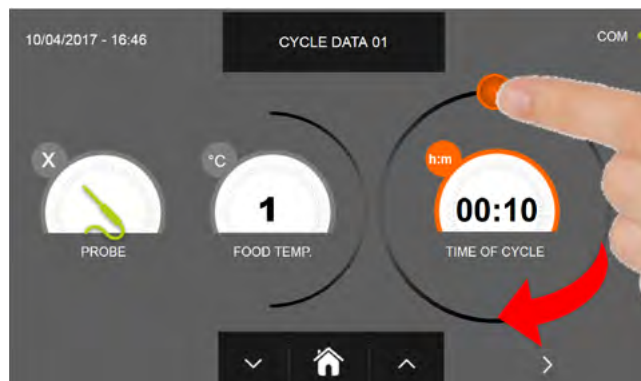 10/04/2017 - 16:46
CYCLE DATA 01
COM
X
°C
h:m
1
00:10
PROBE
FOOD TEMP.
TIME OF CYCLE